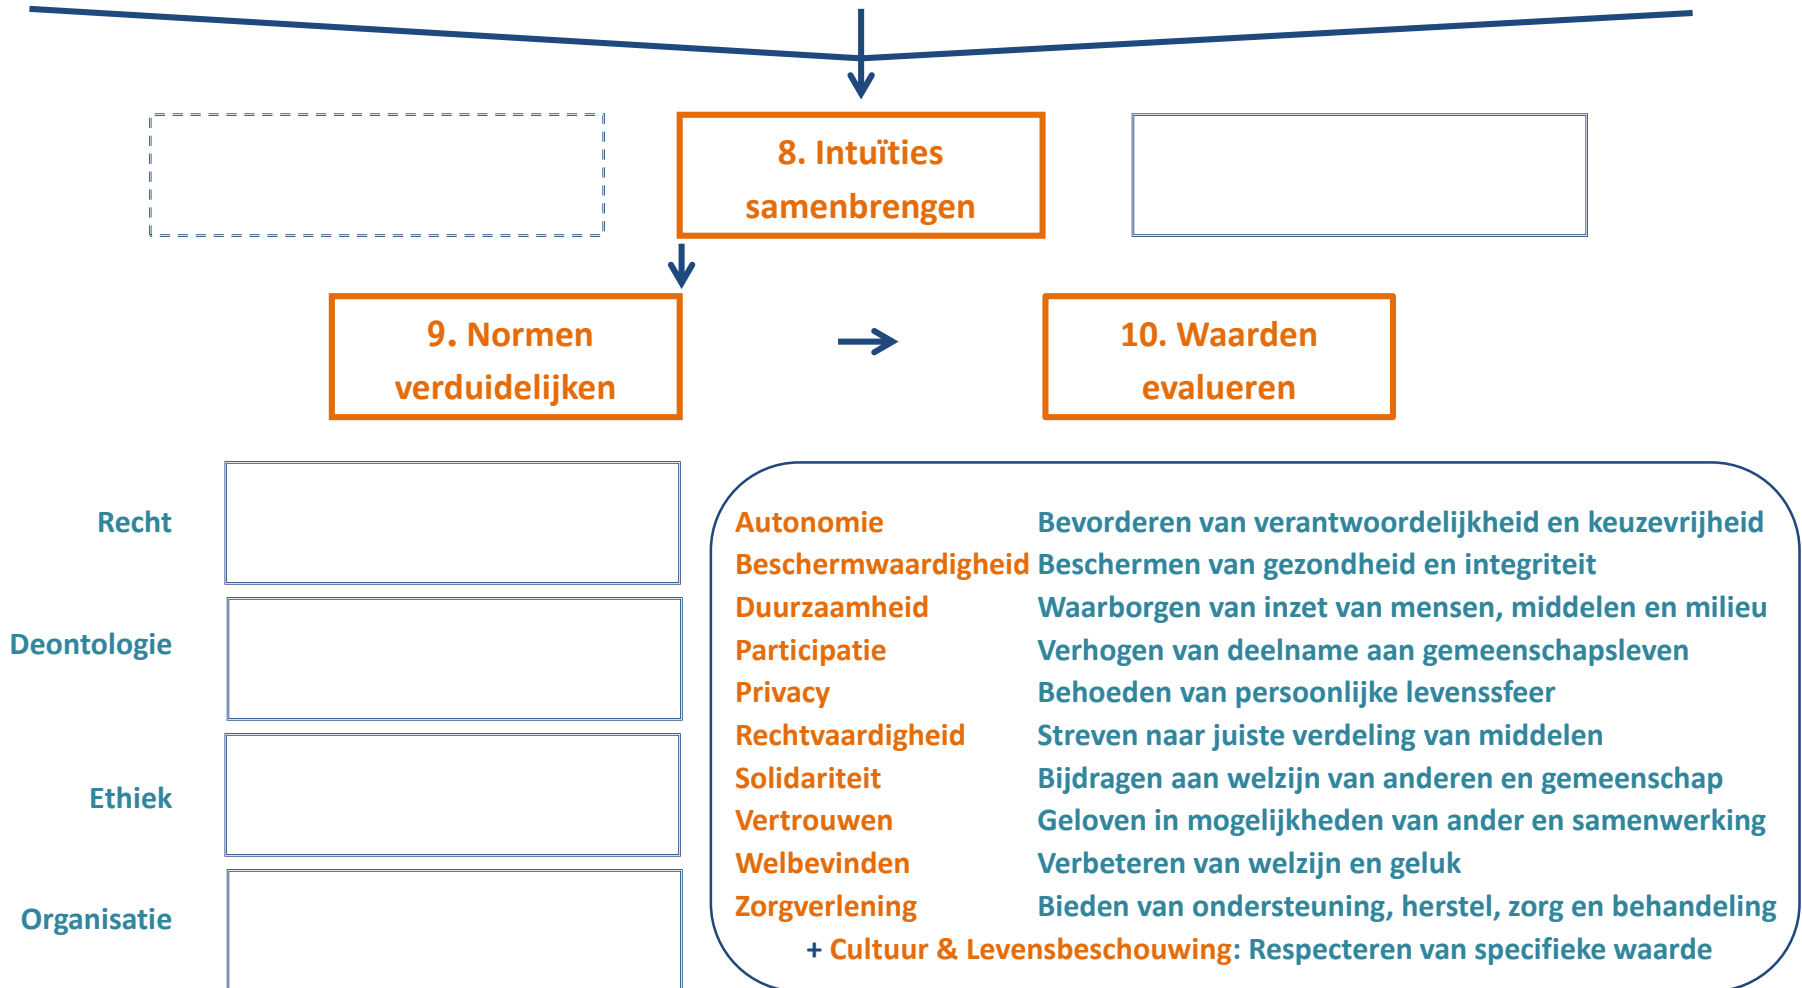 8. Intuïties
samenbrengen
9. Normen
verduidelijken
10. Waarden
evalueren
Recht
Deontologie
Ethiek
Organisatie
Autonomie Bevorderen van verantwoordelijkheid en keuzevrijheid
Beschermwaardigheid Beschermen van gezondheid en integriteit
Duurzaamheid Waarborgen van inzet van mensen, middelen en milieu
Participatie Verhogen van deelname aan gemeenschapsleven
Privacy Behoeden van persoonlijke levenssfeer
Rechtvaardigheid Streven naar juiste verdeling van middelen
Solidariteit Bijdragen aan welzijn van anderen en gemeenschap
Vertrouwen Geloven in mogelijkheden van ander en samenwerking
Welbevinden Verbeteren van welzijn en geluk
Zorgverlening Bieden van ondersteuning, herstel, zorg en behandeling
+ Cultuur & Levensbeschouwing: Respecteren van specifieke waarde